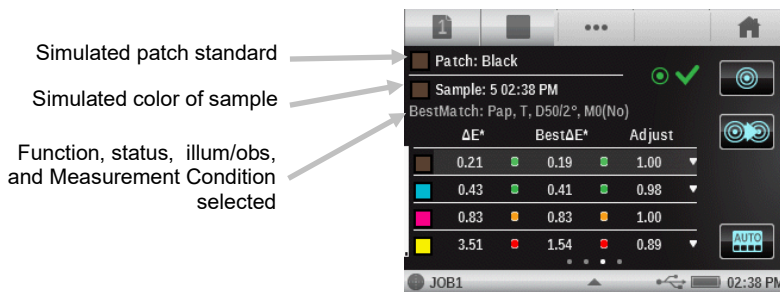 1
Simulated patch standard
Patch: Black
Simulated color of sample
Sample: 5 02:38 PM
BestMatch: Pap, T, D50/2°, M0(No)
Function, status, illum/obs,
and Measurement Condition
selected
ΔE* BestΔE* Adjust
0.21 0.19 1.00
0.43 0.41 0.98
0.83 0.83 1.00
3.51 1.54 0.89
AUTO
JOB1 02:38 PM